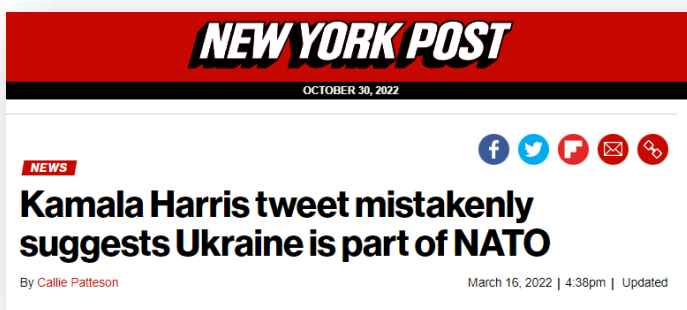 NEW YORK POST
OCTOBER 30, 2022
NEWS
Kamala Harris tweet mistakenly
suggests Ukraine is part of NATO
By Callie Patteson
March 16, 2022 | 4:38pm | Updated